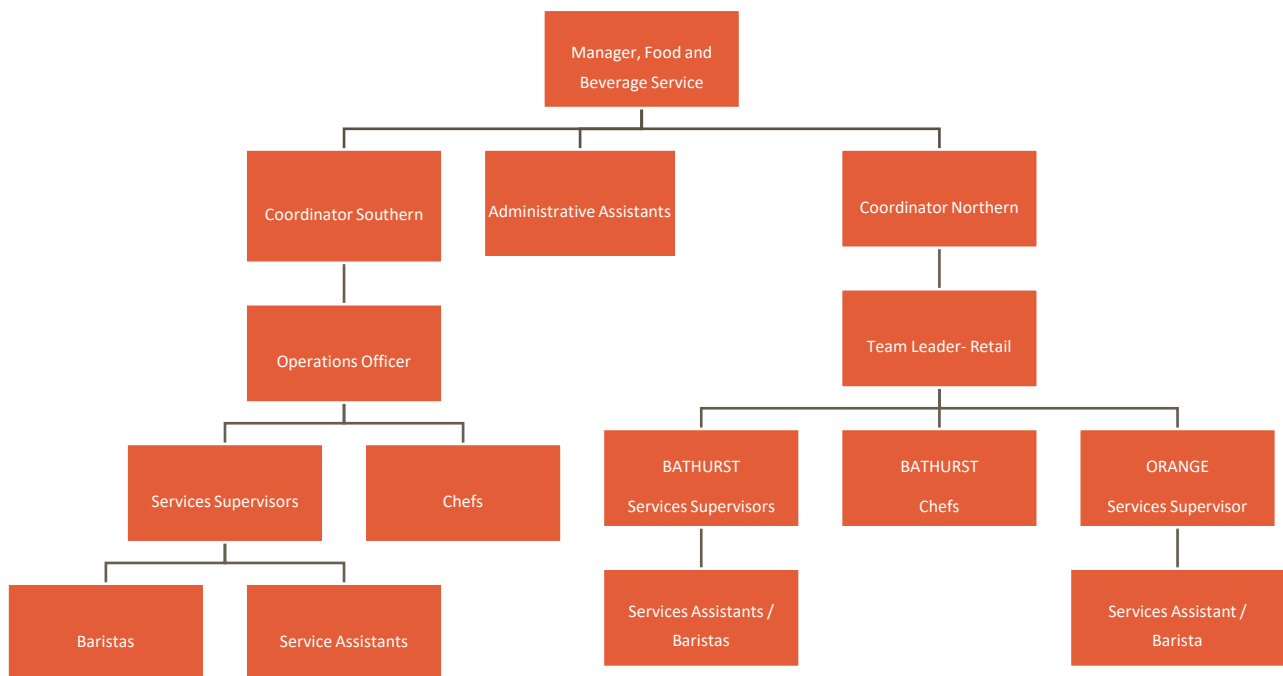 Manager, Food and
Beverage Service
Coordinator Southern
Administrative Assistants
Coordinator Northern
Operations Officer
Team Leader- Retail
Services Supervisors
Chefs
BATHURST
Services Supervisors
BATHURST
Chefs
ORANGE
Services Supervisor
Baristas
Service Assistants
Services Assistants /
Baristas
Services Assistant /
Barista